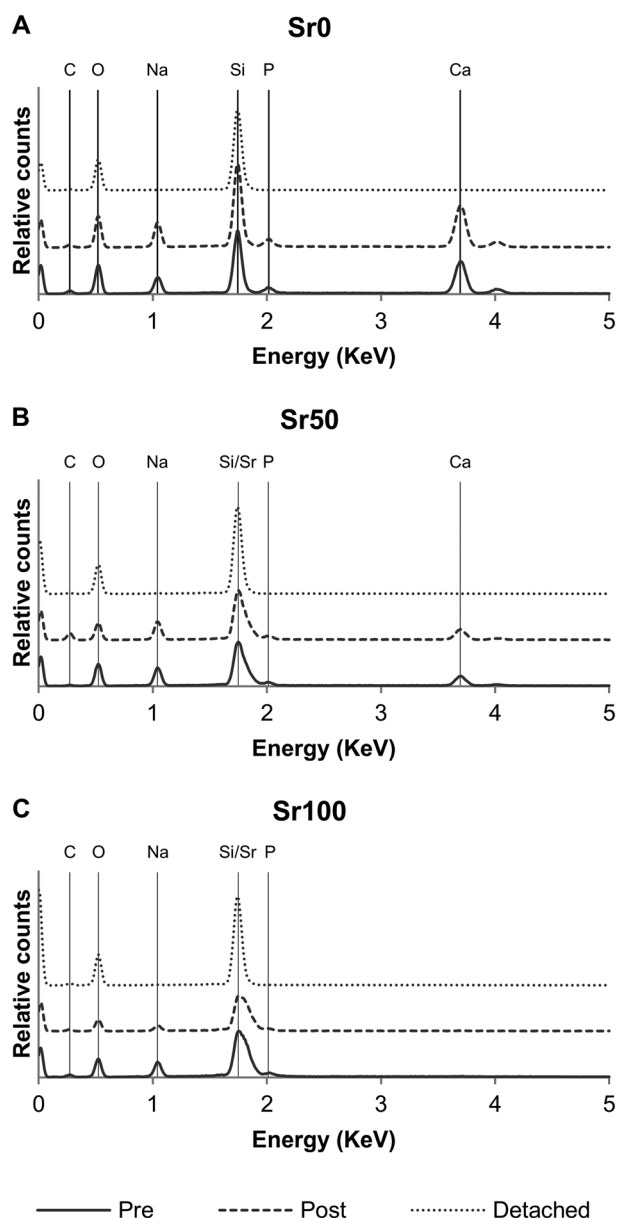 A
Sr0
C O Na Si P Ca
Relative counts
0 1 2 3 4 5
Energy (KeV)
B
Sr50
C O Na Si/Sr P Ca
Relative counts
0 1 2 3 4 5
Energy (KeV)
C
Sr100
C O Na Si/Sr P
Relative counts
0 1 2 3 4 5
Energy (KeV)
Pre Post Detached